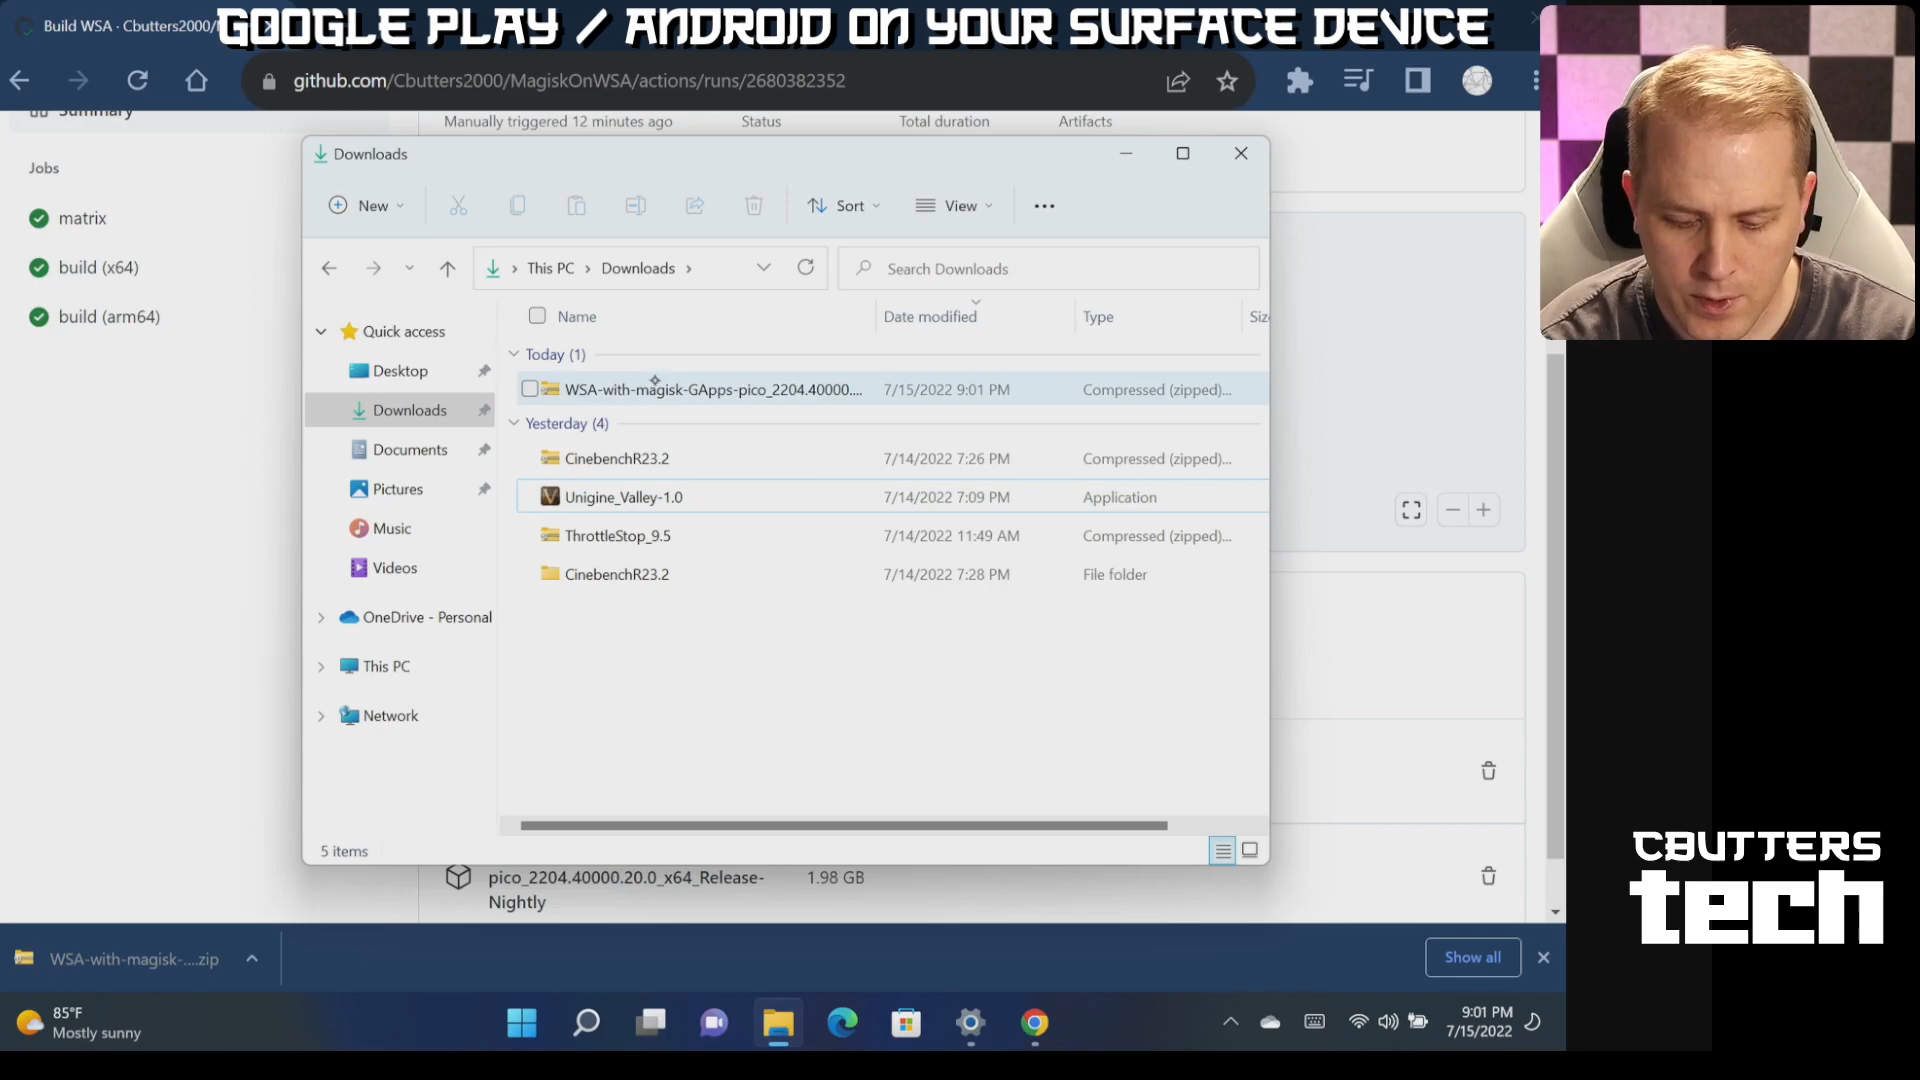 GOOGLE PLAY / ANDROID ON YOUR SURFACE DEVICE
Build WSA · Cbutters2000/
github.com/Cbutters2000/MagiskOnWSA/actions/runs/2680382352
Summary
Manually triggered 12 minutes ago
Status
Total duration
Artifacts
Jobs
matrix
build (x64)
build (arm64)
Downloads
New
Sort
View
This PC
Downloads
Search Downloads
Name
Date modified
Type
Quick access
Desktop
Downloads
Documents
Pictures
Music
Videos
OneDrive - Personal
This PC
Network
Today (1)
WSA-with-magisk-GApps-pico_2204.40000.... 7/15/2022 9:01 PM Compressed (zipped)...
Yesterday (4)
CinebenchR23.2 7/14/2022 7:26 PM Compressed (zipped)...
Unigine_Valley-1.0 7/14/2022 7:09 PM Application
ThrottleStop_9.5 7/14/2022 11:49 AM Compressed (zipped)...
CinebenchR23.2 7/14/2022 7:28 PM File folder
5 items
pico_2204.40000.20.0_x64_Release-
Nightly
1.98 GB
CBUTTERS
tech
WSA-with-magisk-....zip
Show all
85°F
Mostly sunny
9:01 PM
7/15/2022